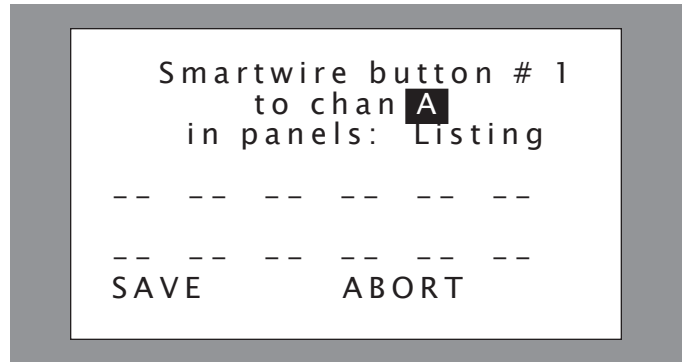 Smartwire button # 1
to chan A
in panels: Listing
-- -- -- -- -- --
-- -- -- -- -- --
SAVE ABORT